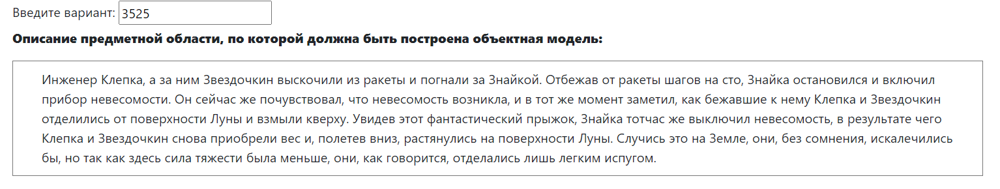 Введите вариант: 3525
Описание предметной области, по которой должна быть построена объектная модель:
Инженер Клепка, а за ним Звездочкин выскочили из ракеты и погнали за Знайкой. Отбежав от ракеты шагов на сто, Знайка остановился и включил
прибор невесомости. Он сейчас же почувствовал, что невесомость возникла, и в тот же момент заметил, как бежавшие к нему Клепка и Звездочкин
отделились от поверхности Луны и взмыли кверху. Увидев этот фантастический прыжок, Знайка тотчас же выключил невесомость, в результате чего
Клепка и Звездочкин снова приобрели вес и, полетев вниз, растянулись на поверхности Луны. Случись это на Земле, они, без сомнения, искалечились
бы, но так как здесь сила тяжести была меньше, они, как говорится, отделались лишь легким испугом.